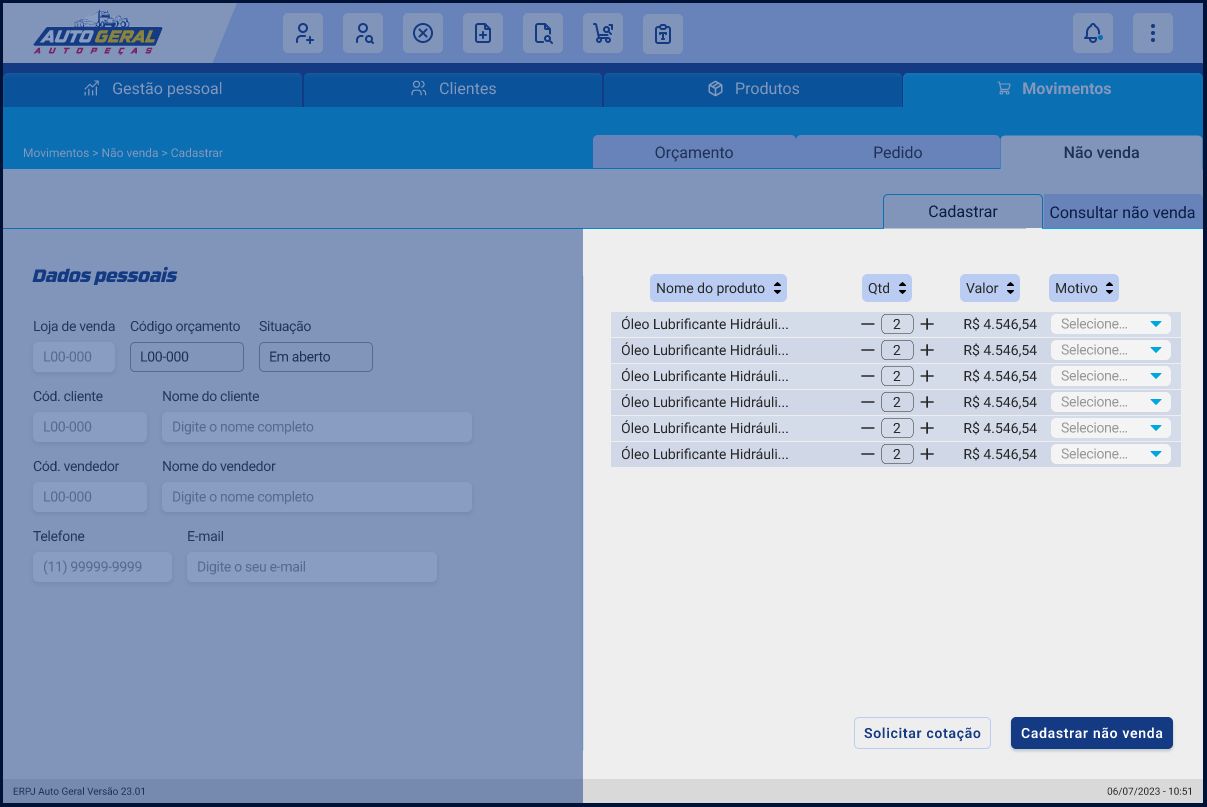 AUTO GERAL
AUTOPEÇAS
Gestão pessoal
Clientes
Produtos
Movimentos
Movimentos > Não venda > Cadastrar
Orçamento
Pedido
Não venda
Cadastrar
Consultar não venda
Dados pessoais
Loja de venda Código orçamento Situação
L00-000 L00-000 Em aberto
Cód. cliente Nome do cliente
L00-000 Digite o nome completo
Cód. vendedor Nome do vendedor
L00-000 Digite o nome completo
Telefone E-mail
(11) 99999-9999 Digite o seu e-mail
Nome do produto Qtd Valor Motivo
Óleo Lubrificante Hidráuli... — 2 + R$ 4.546,54 Selecione...
Óleo Lubrificante Hidráuli... — 2 + R$ 4.546,54 Selecione...
Óleo Lubrificante Hidráuli... — 2 + R$ 4.546,54 Selecione...
Óleo Lubrificante Hidráuli... — 2 + R$ 4.546,54 Selecione...
Óleo Lubrificante Hidráuli... — 2 + R$ 4.546,54 Selecione...
Óleo Lubrificante Hidráuli... — 2 + R$ 4.546,54 Selecione...
Solicitar cotação
Cadastrar não venda
ERPJ Auto Geral Versão 23.01
06/07/2023 - 10:51